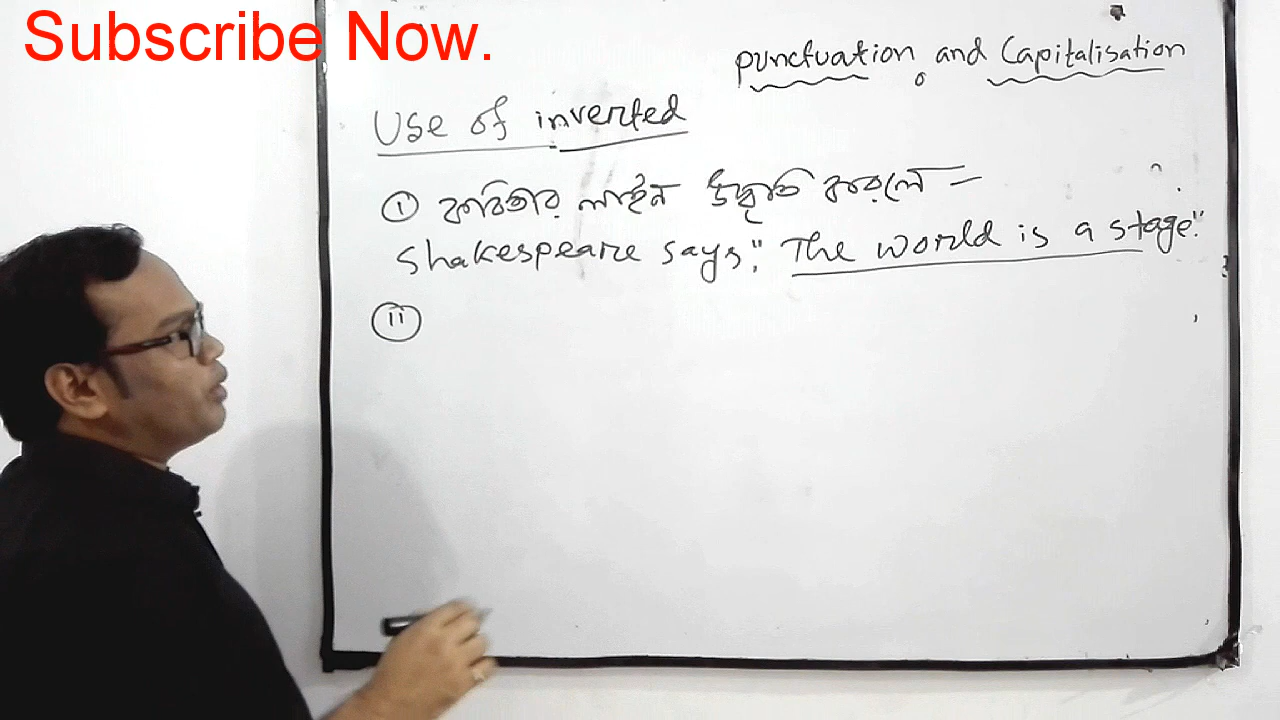 Subscribe Now.
Punctuation and Capitalisation
Use of inverted
(i) কবিতার লাইন উদ্ধৃতি করলে –
Shakespeare says, "The world is a stage."
(ii)